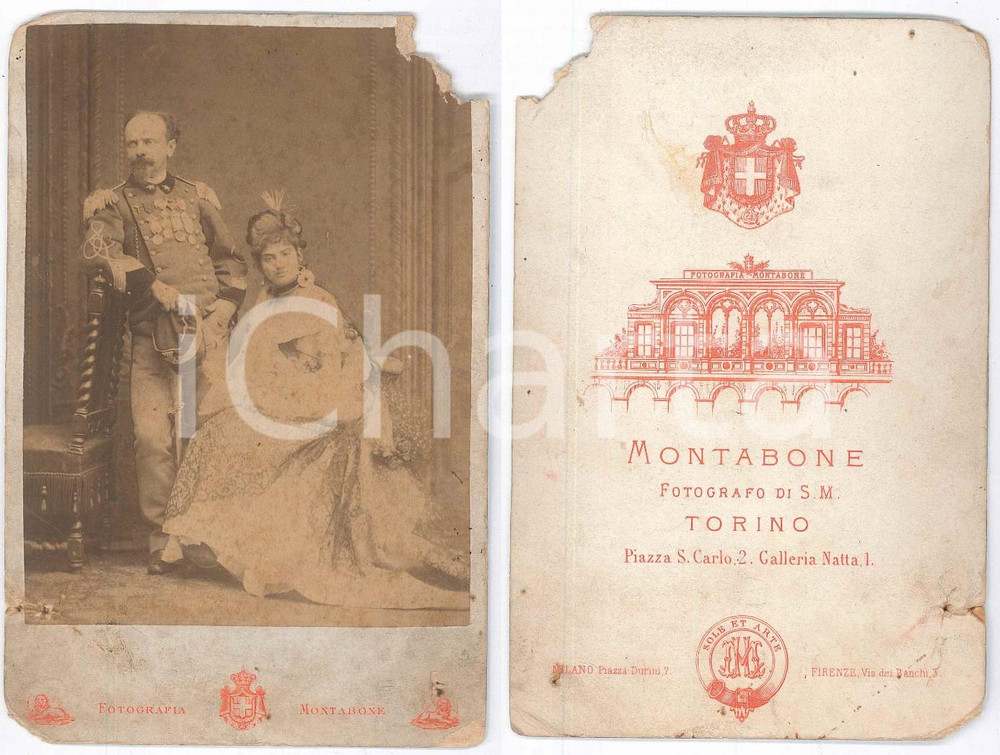 FOTOGRAFIA MONTABONE
iCharta
FOTOGRAFIA MONTABONE
MONTABONE
FOTOGRAFO DI S. M.
TORINO
Piazza S. Carlo, 2. Galleria Natta, 1.
SOLE ET ARTE
MILANO Piazza Durini, 7.
FIRENZE, Via dei Banchi, 3.